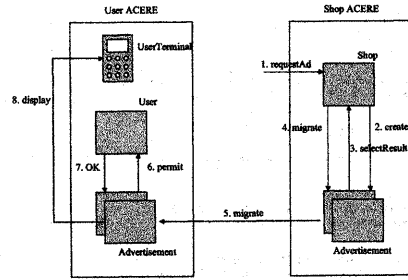 User ACERE
Shop ACERE
UserTerminal
1. requestAd
Shop
8. display
User
4. migrate
2. create
3. selectResult
7. OK
6. permit
5. migrate
Advertisement
Advertisement